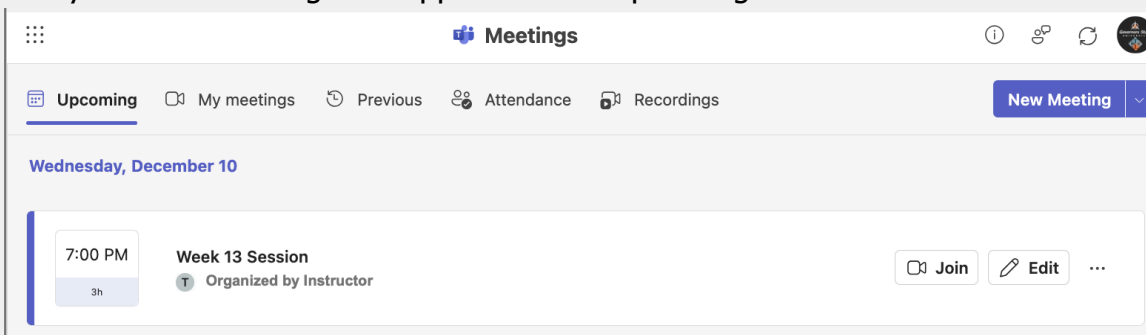 Meetings
Upcoming My meetings Previous Attendance Recordings New Meeting
Wednesday, December 10
7:00 PM
3h
Week 13 Session
T Organized by Instructor
Join Edit ...